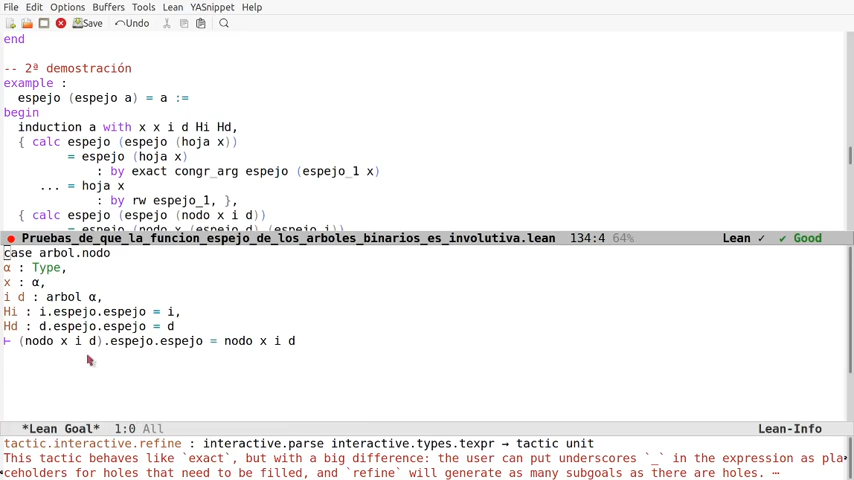 File Edit Options Buffers Tools Lean YASnippet Help
Save Undo
end
-- 2ª demostración
example :
espejo (espejo a) = a :=
begin
induction a with x x i d Hi Hd,
{ calc espejo (espejo (hoja x))
= espejo (hoja x)
: by exact congr_arg espejo (espejo_1 x)
... = hoja x
: by rw espejo_1, },
{ calc espejo (espejo (nodo x i d))
= espejo (nodo x (espejo d) (espejo i))
Pruebas_de_que_la_funcion_espejo_de_los_arboles_binarios_es_involutiva.lean 134:4 64% Lean ✓ ✓ Good
case arbol.nodo
α : Type,
x : α,
i d : arbol α,
Hi : i.espejo.espejo = i,
Hd : d.espejo.espejo = d
⊢ (nodo x i d).espejo.espejo = nodo x i d
*Lean Goal* 1:0 All Lean-Info
tactic.interactive.refine : interactive.parse interactive.types.texpr → tactic unit
This tactic behaves like `exact`, but with a big difference: the user can put underscores `_` in the expression as pla
ceholders for holes that need to be filled, and `refine` will generate as many subgoals as there are holes. ⋯